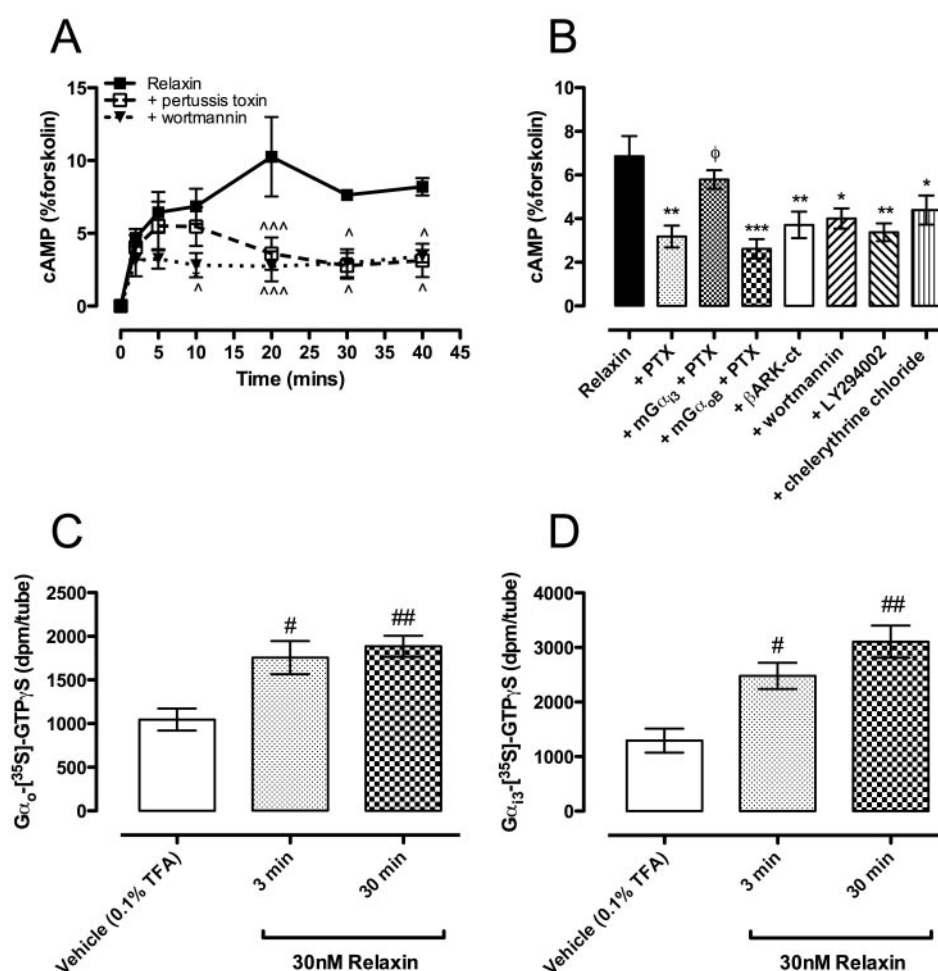 A
Relaxin
+ pertussis toxin
+ wortmannin
cAMP (%forskolin)
15
10
5
0
^^^
^
^
^
^^^
^
^
0 5 10 15 20 25 30 35 40 45
Time (mins)
B
cAMP (%forskolin)
10
8
6
4
2
0
**
ϕ
***
**
*
**
*
Relaxin
+ PTX
+ mGαi3 + PTX
+ mGαoB + PTX
+ βARK-ct
+ wortmannin
+ LY294002
+ chelerythrine chloride
C
Gαo-[35S]-GTPγS (dpm/tube)
2500
2000
1500
1000
500
0
#
##
Vehicle (0.1% TFA)
3 min
30 min
30nM Relaxin
D
Gαi3-[35S]-GTPγS (dpm/tube)
4000
3000
2000
1000
0
#
##
Vehicle (0.1% TFA)
3 min
30 min
30nM Relaxin